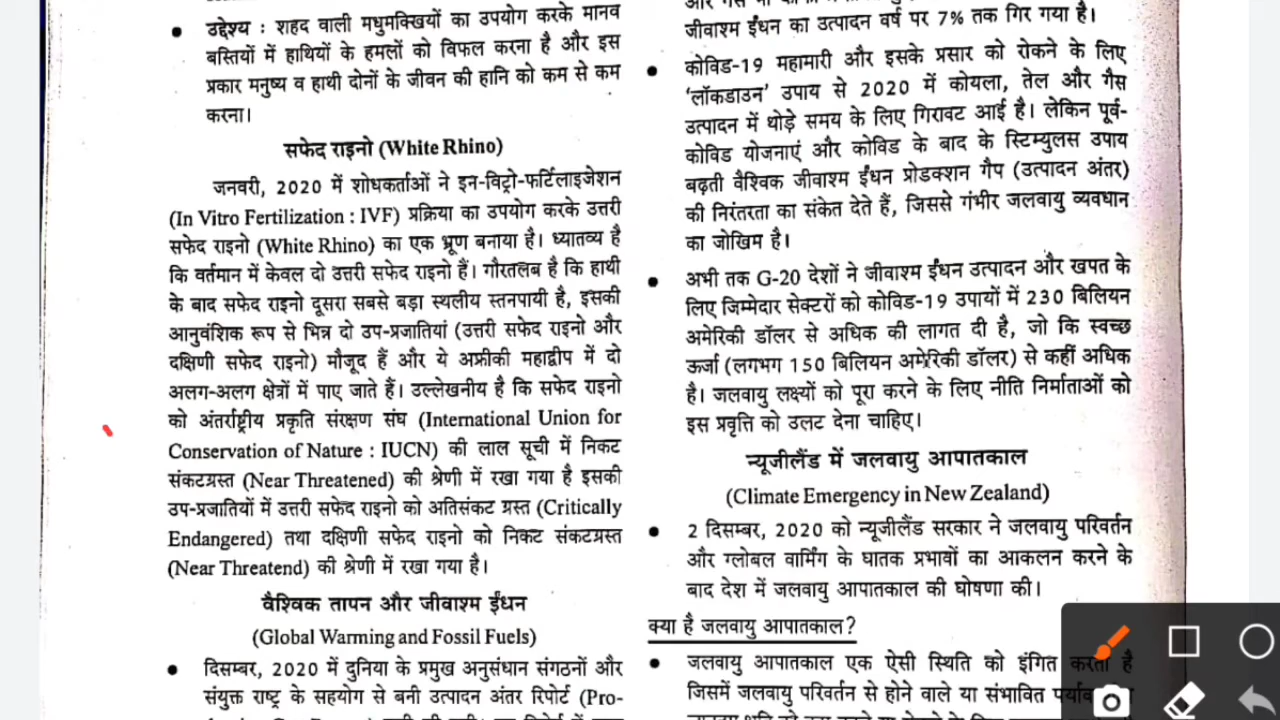 उद्देश्य : शहद वाली मधुमक्खियों का उपयोग करके मानव
बस्तियों में हाथियों के हमलों को विफल करना है और इस
प्रकार मनुष्य व हाथी दोनों के जीवन की हानि को कम से कम
करना।
सफेद राइनो (White Rhino)
जनवरी, 2020 में शोधकर्ताओं ने इन-विट्रो-फर्टिलाइजेशन
(In Vitro Fertilization : IVF) प्रक्रिया का उपयोग करके उत्तरी
सफेद राइनो (White Rhino) का एक भ्रूण बनाया है। ध्यातव्य है
कि वर्तमान में केवल दो उत्तरी सफेद राइनो हैं। गौरतलब है कि हाथी
के बाद सफेद राइनो दूसरा सबसे बड़ा स्थलीय स्तनपायी है, इसकी
आनुवंशिक रूप से भिन्न दो उप-प्रजातियां (उत्तरी सफेद राइनो और
दक्षिणी सफेद राइनो) मौजूद हैं और ये अफ्रीकी महाद्वीप में दो
अलग-अलग क्षेत्रों में पाए जाते हैं। उल्लेखनीय है कि सफेद राइनो
को अंतर्राष्ट्रीय प्रकृति संरक्षण संघ (International Union for
Conservation of Nature : IUCN) की लाल सूची में निकट
संकटग्रस्त (Near Threatened) की श्रेणी में रखा गया है इसकी
उप-प्रजातियों में उत्तरी सफेद राइनो को अतिसंकट ग्रस्त (Critically
Endangered) तथा दक्षिणी सफेद राइनो को निकट संकटग्रस्त
(Near Threatend) की श्रेणी में रखा गया है।
वैश्विक तापन और जीवाश्म ईंधन
(Global Warming and Fossil Fuels)
दिसम्बर, 2020 में दुनिया के प्रमुख अनुसंधान संगठनों और
संयुक्त राष्ट्र के सहयोग से बनी उत्पादन अंतर रिपोर्ट (Pro-
जीवाश्म ईंधन का उत्पादन वर्ष पर 7% तक गिर गया है।
कोविड-19 महामारी और इसके प्रसार को रोकने के लिए
'लॉकडाउन' उपाय से 2020 में कोयला, तेल और गैस
उत्पादन में थोड़े समय के लिए गिरावट आई है। लेकिन पूर्व-
कोविड योजनाएं और कोविड के बाद के स्टिम्युलस उपाय
बढ़ती वैश्विक जीवाश्म ईंधन प्रोडक्शन गैप (उत्पादन अंतर)
की निरंतरता का संकेत देते हैं, जिससे गंभीर जलवायु व्यवधान
का जोखिम है।
अभी तक G-20 देशों ने जीवाश्म ईंधन उत्पादन और खपत के
लिए जिम्मेदार सेक्टरों को कोविड-19 उपायों में 230 बिलियन
अमेरिकी डॉलर से अधिक की लागत दी है, जो कि स्वच्छ
ऊर्जा (लगभग 150 बिलियन अमेरिकी डॉलर) से कहीं अधिक
है। जलवायु लक्ष्यों को पूरा करने के लिए नीति निर्माताओं को
इस प्रवृत्ति को उलट देना चाहिए।
न्यूजीलैंड में जलवायु आपातकाल
(Climate Emergency in New Zealand)
2 दिसम्बर, 2020 को न्यूजीलैंड सरकार ने जलवायु परिवर्तन
और ग्लोबल वार्मिंग के घातक प्रभावों का आकलन करने के
बाद देश में जलवायु आपातकाल की घोषणा की।
क्या है जलवायु आपातकाल?
जलवायु आपातकाल एक ऐसी स्थिति को इंगित करता है
जिसमें जलवायु परिवर्तन से होने वाले या संभावित